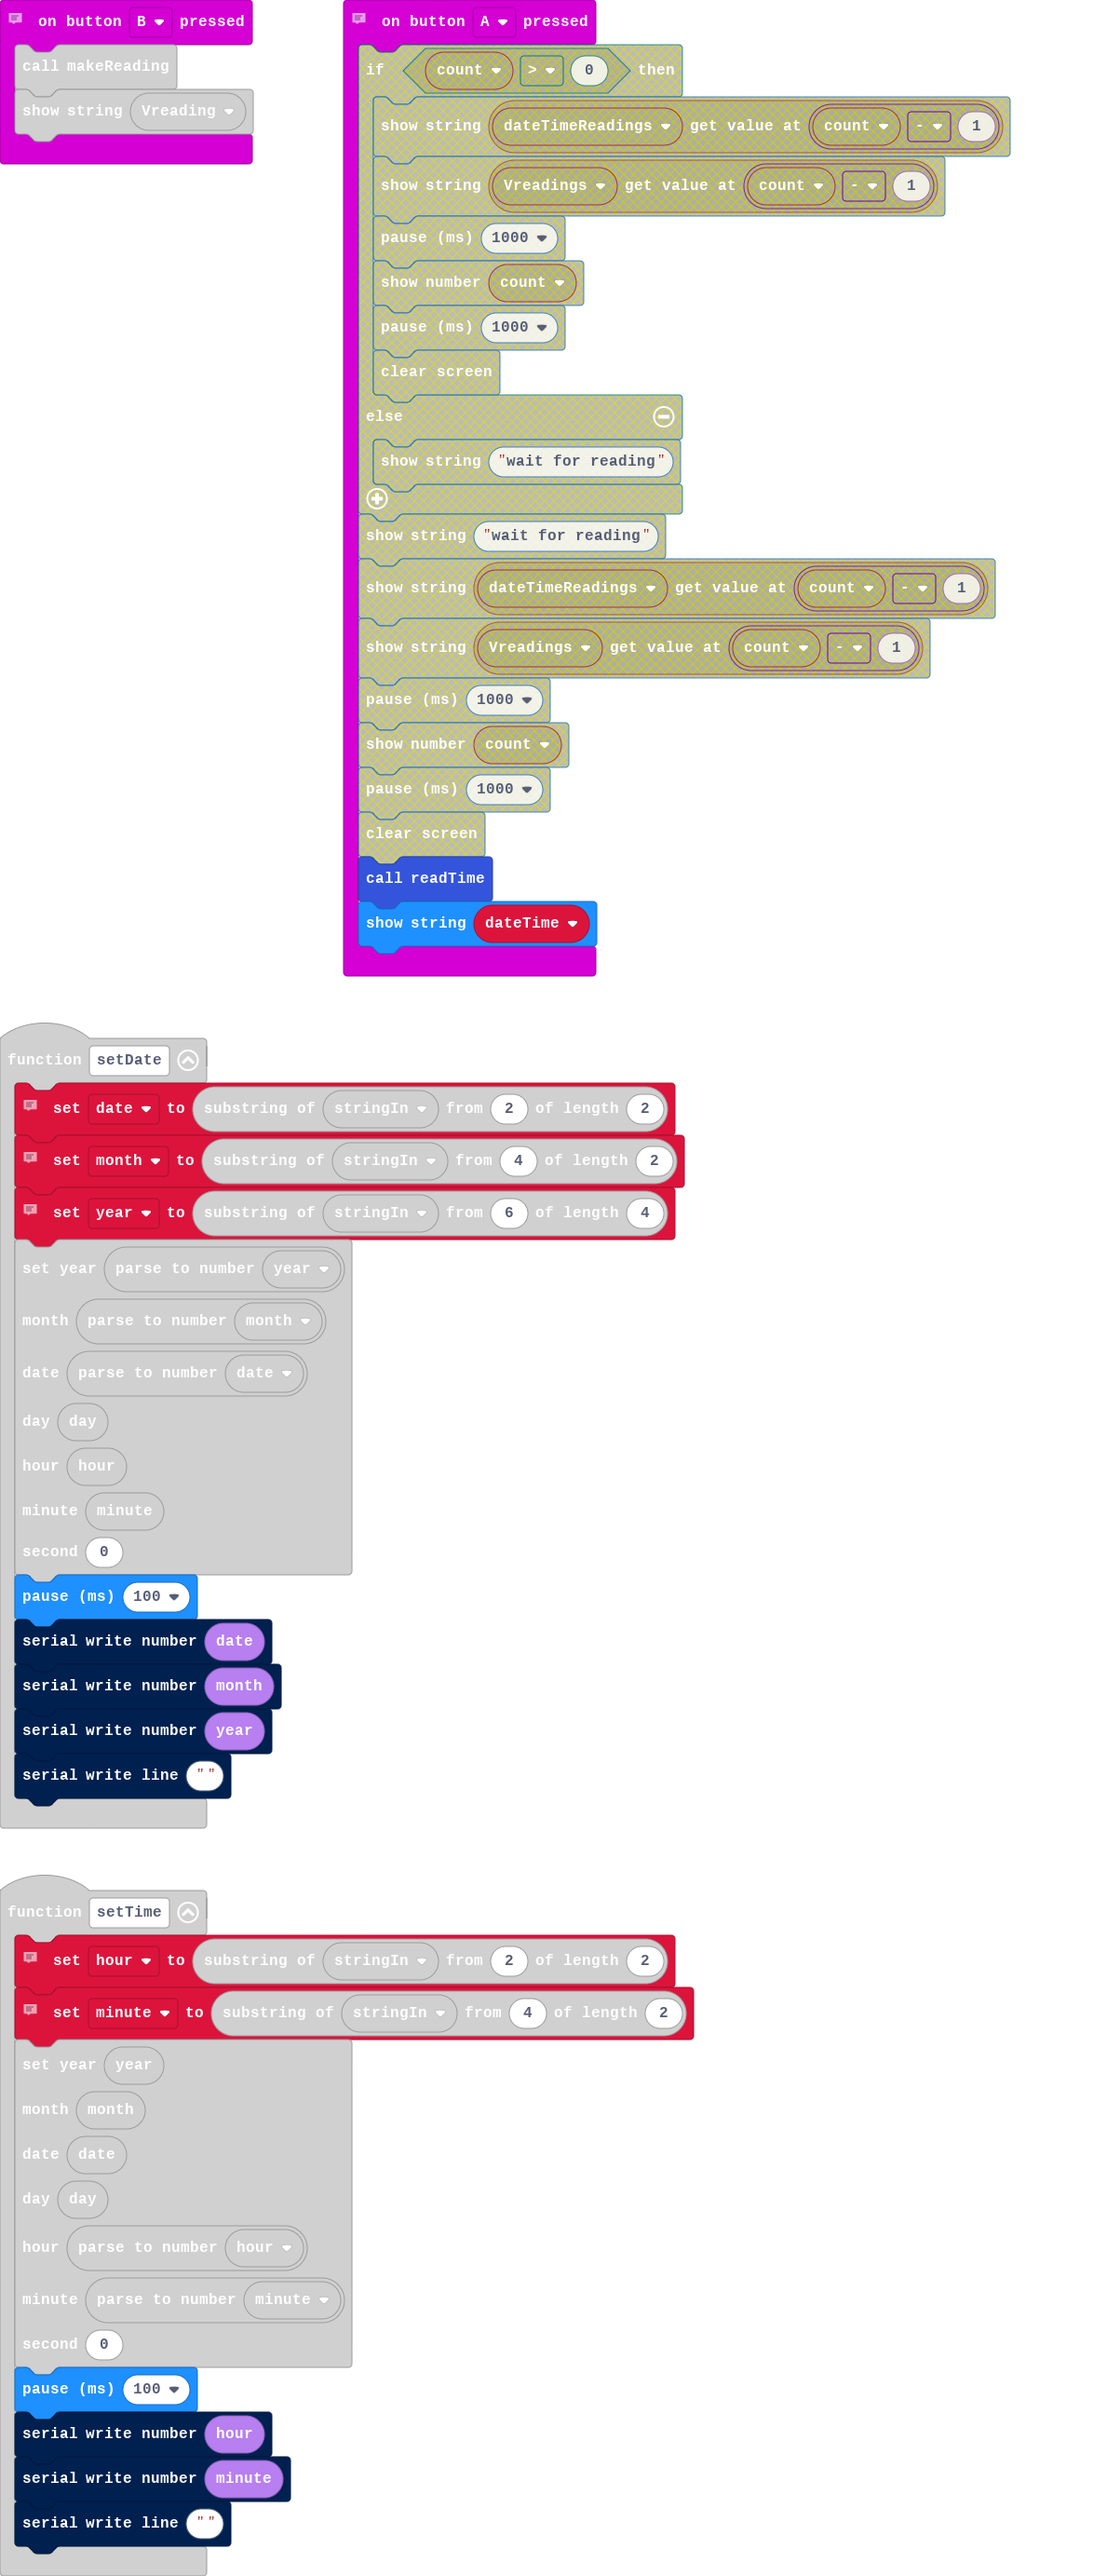 on button B pressed
call makeReading
show string Vreading
on button A pressed
if count > 0 then
show string dateTimeReadings get value at count - 1
show string Vreadings get value at count - 1
pause (ms) 1000
show number count
pause (ms) 1000
clear screen
else
show string "wait for reading"
show string "wait for reading"
show string dateTimeReadings get value at count - 1
show string Vreadings get value at count - 1
pause (ms) 1000
show number count
pause (ms) 1000
clear screen
call readTime
show string dateTime
function setDate
set date to substring of stringIn from 2 of length 2
set month to substring of stringIn from 4 of length 2
set year to substring of stringIn from 6 of length 4
set year parse to number year
month parse to number month
date parse to number date
day day
hour hour
minute minute
second 0
pause (ms) 100
serial write number date
serial write number month
serial write number year
serial write line ""
function setTime
set hour to substring of stringIn from 2 of length 2
set minute to substring of stringIn from 4 of length 2
set year year
month month
date date
day day
hour parse to number hour
minute parse to number minute
second 0
pause (ms) 100
serial write number hour
serial write number minute
serial write line ""